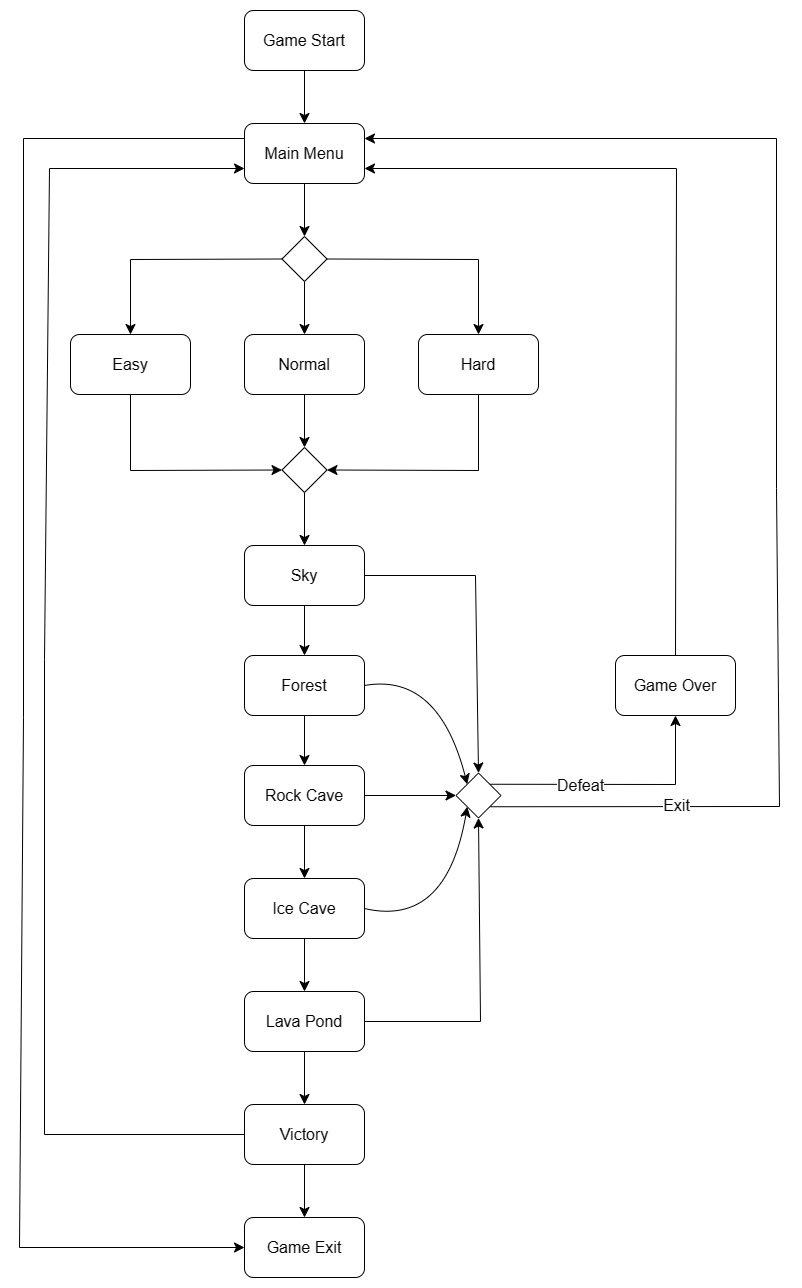 Game Start
Main Menu
Easy
Normal
Hard
Sky
Forest
Game Over
Rock Cave
Defeat
Exit
Ice Cave
Lava Pond
Victory
Game Exit